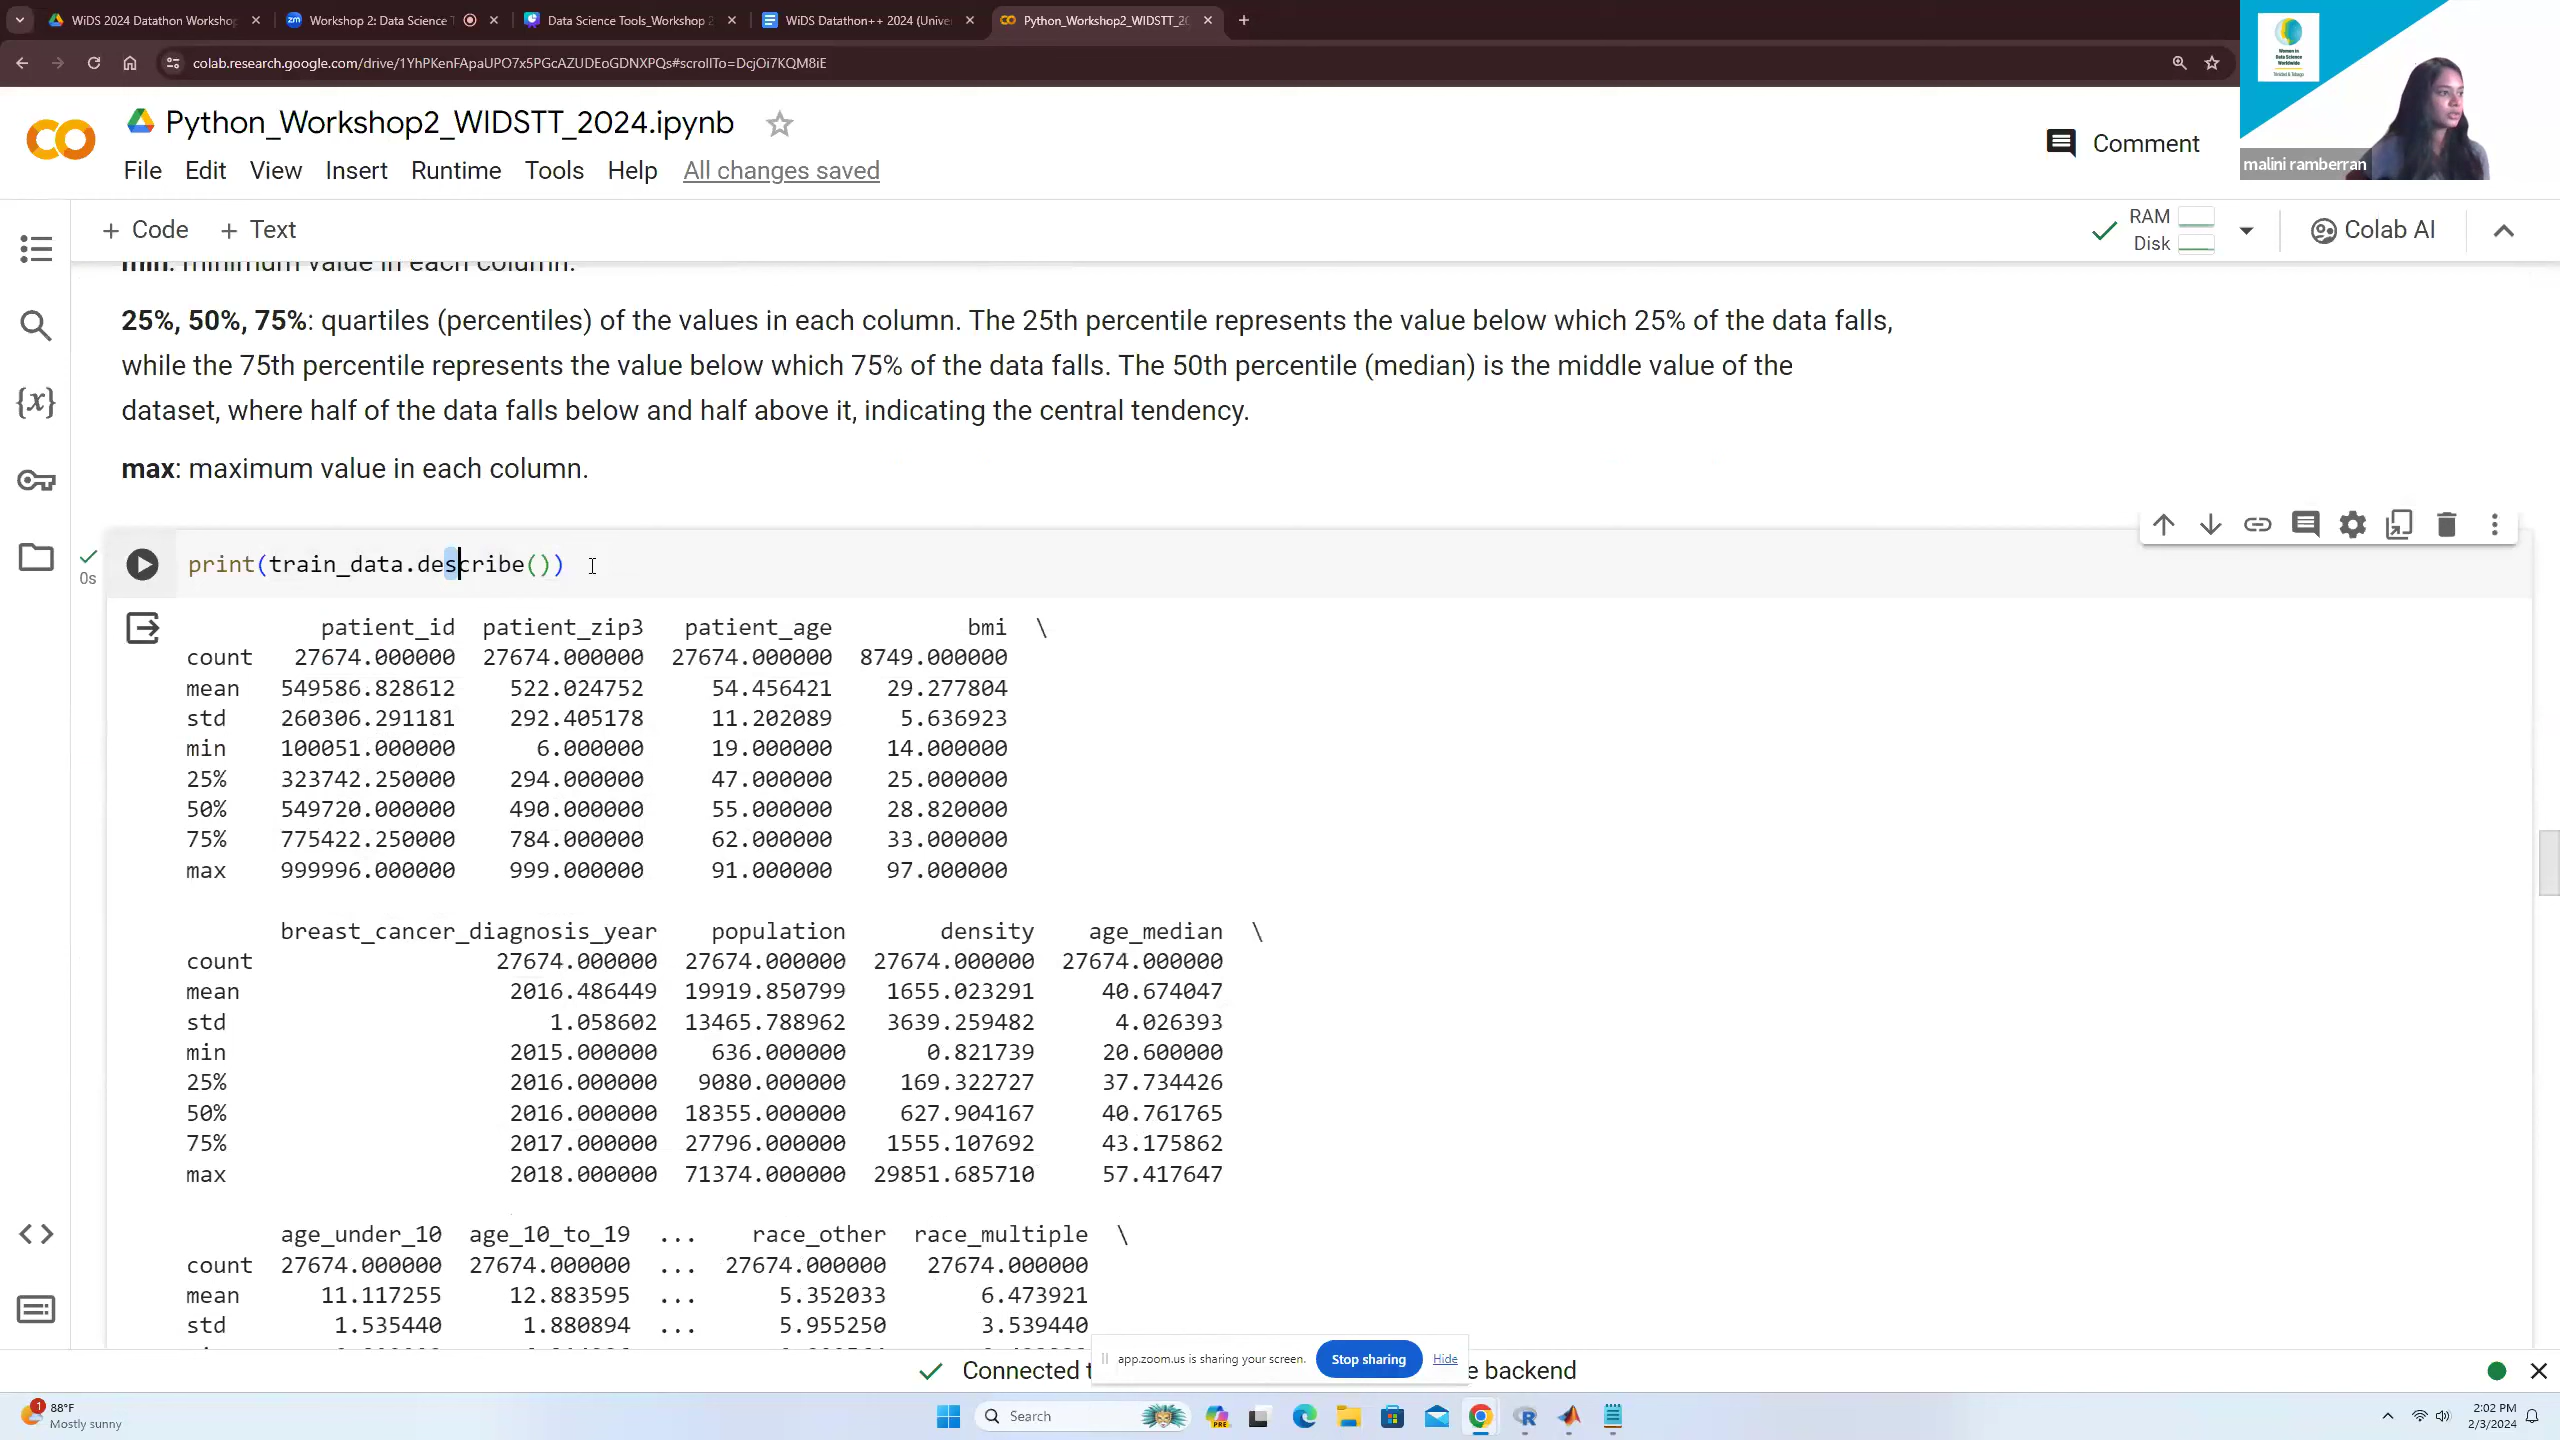 WiDS 2024 Datathon Worksho
Workshop 2: Data Science T
Data Science Tools_Workshop 2
WiDS Datathon++ 2024 (Unive
Python_Workshop2_WIDSTT_20
colab.research.google.com/drive/1YhPKenFApaUPO7x5PGcAZUDEoGDNXPQs#scrollTo=DcjOi7KQM8iE
Women in
Data Science
Worldwide
Trinidad & Tobago
malini ramberran
Python_Workshop2_WIDSTT_2024.ipynb
File Edit View Insert Runtime Tools Help All changes saved
Comment
+ Code + Text
RAM
Disk
Colab AI
min: minimum value in each column.
25%, 50%, 75%: quartiles (percentiles) of the values in each column. The 25th percentile represents the value below which 25% of the data falls,
while the 75th percentile represents the value below which 75% of the data falls. The 50th percentile (median) is the middle value of the
dataset, where half of the data falls below and half above it, indicating the central tendency.
max: maximum value in each column.
0s
print(train_data.describe())
patient_id patient_zip3 patient_age bmi \
count 27674.000000 27674.000000 27674.000000 8749.000000
mean 549586.828612 522.024752 54.456421 29.277804
std 260306.291181 292.405178 11.202089 5.636923
min 100051.000000 6.000000 19.000000 14.000000
25% 323742.250000 294.000000 47.000000 25.000000
50% 549720.000000 490.000000 55.000000 28.820000
75% 775422.250000 784.000000 62.000000 33.000000
max 999996.000000 999.000000 91.000000 97.000000
breast_cancer_diagnosis_year population density age_median \
count 27674.000000 27674.000000 27674.000000 27674.000000
mean 2016.486449 19919.850799 1655.023291 40.674047
std 1.058602 13465.788962 3639.259482 4.026393
min 2015.000000 636.000000 0.821739 20.600000
25% 2016.000000 9080.000000 169.322727 37.734426
50% 2016.000000 18355.000000 627.904167 40.761765
75% 2017.000000 27796.000000 1555.107692 43.175862
max 2018.000000 71374.000000 29851.685710 57.417647
age_under_10 age_10_to_19 ... race_other race_multiple \
count 27674.000000 27674.000000 ... 27674.000000 27674.000000
mean 11.117255 12.883595 ... 5.352033 6.473921
std 1.535440 1.880894 ... 5.955250 3.539440
app.zoom.us is sharing your screen. Stop sharing Hide
Connected t
e backend
1
88°F
Mostly sunny
Search
PRE
2:02 PM
2/3/2024